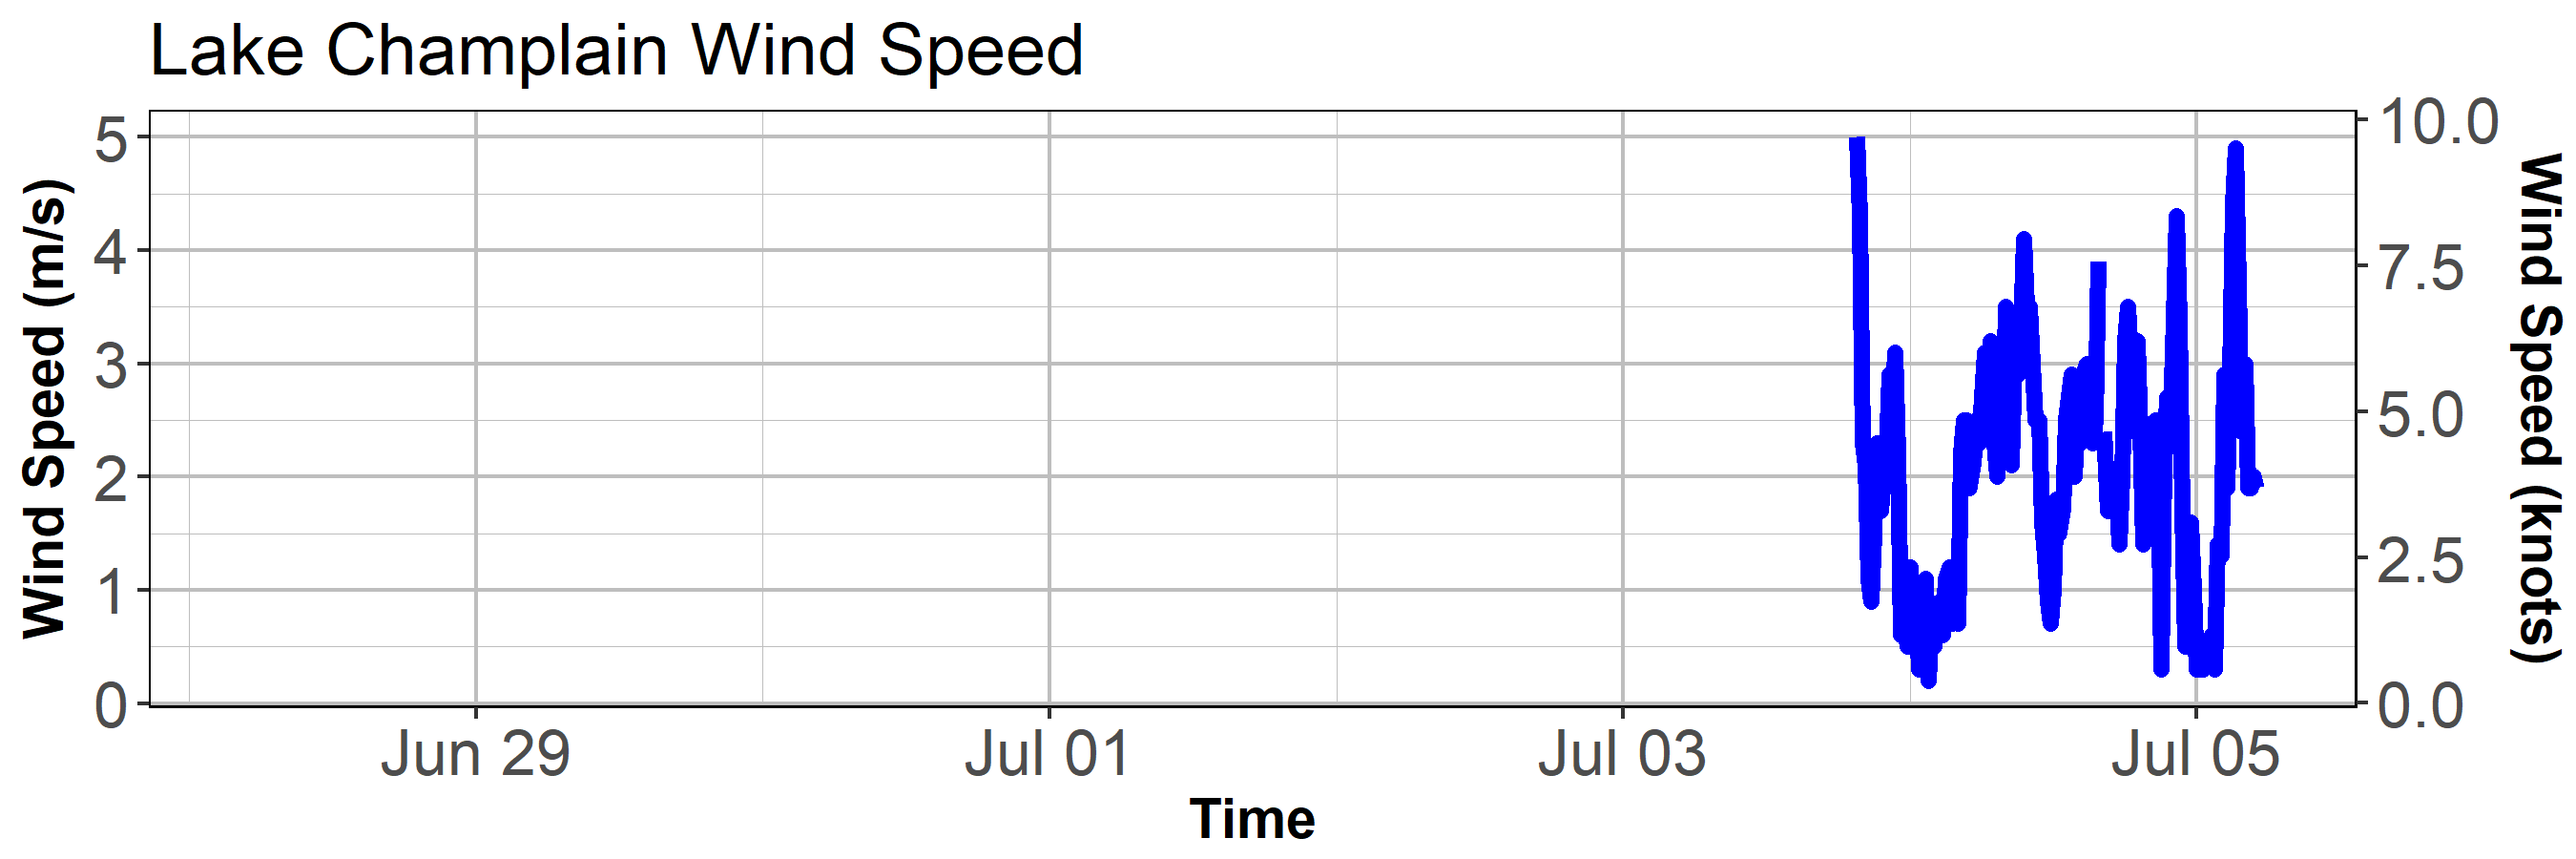 Lake Champlain Wind Speed
Wind Speed (m/s)
5
4
3
2
1
0
10.0
7.5
5.0
2.5
0.0
Wind Speed (knots)
Jun 29
Jul 01
Jul 03
Jul 05
Time